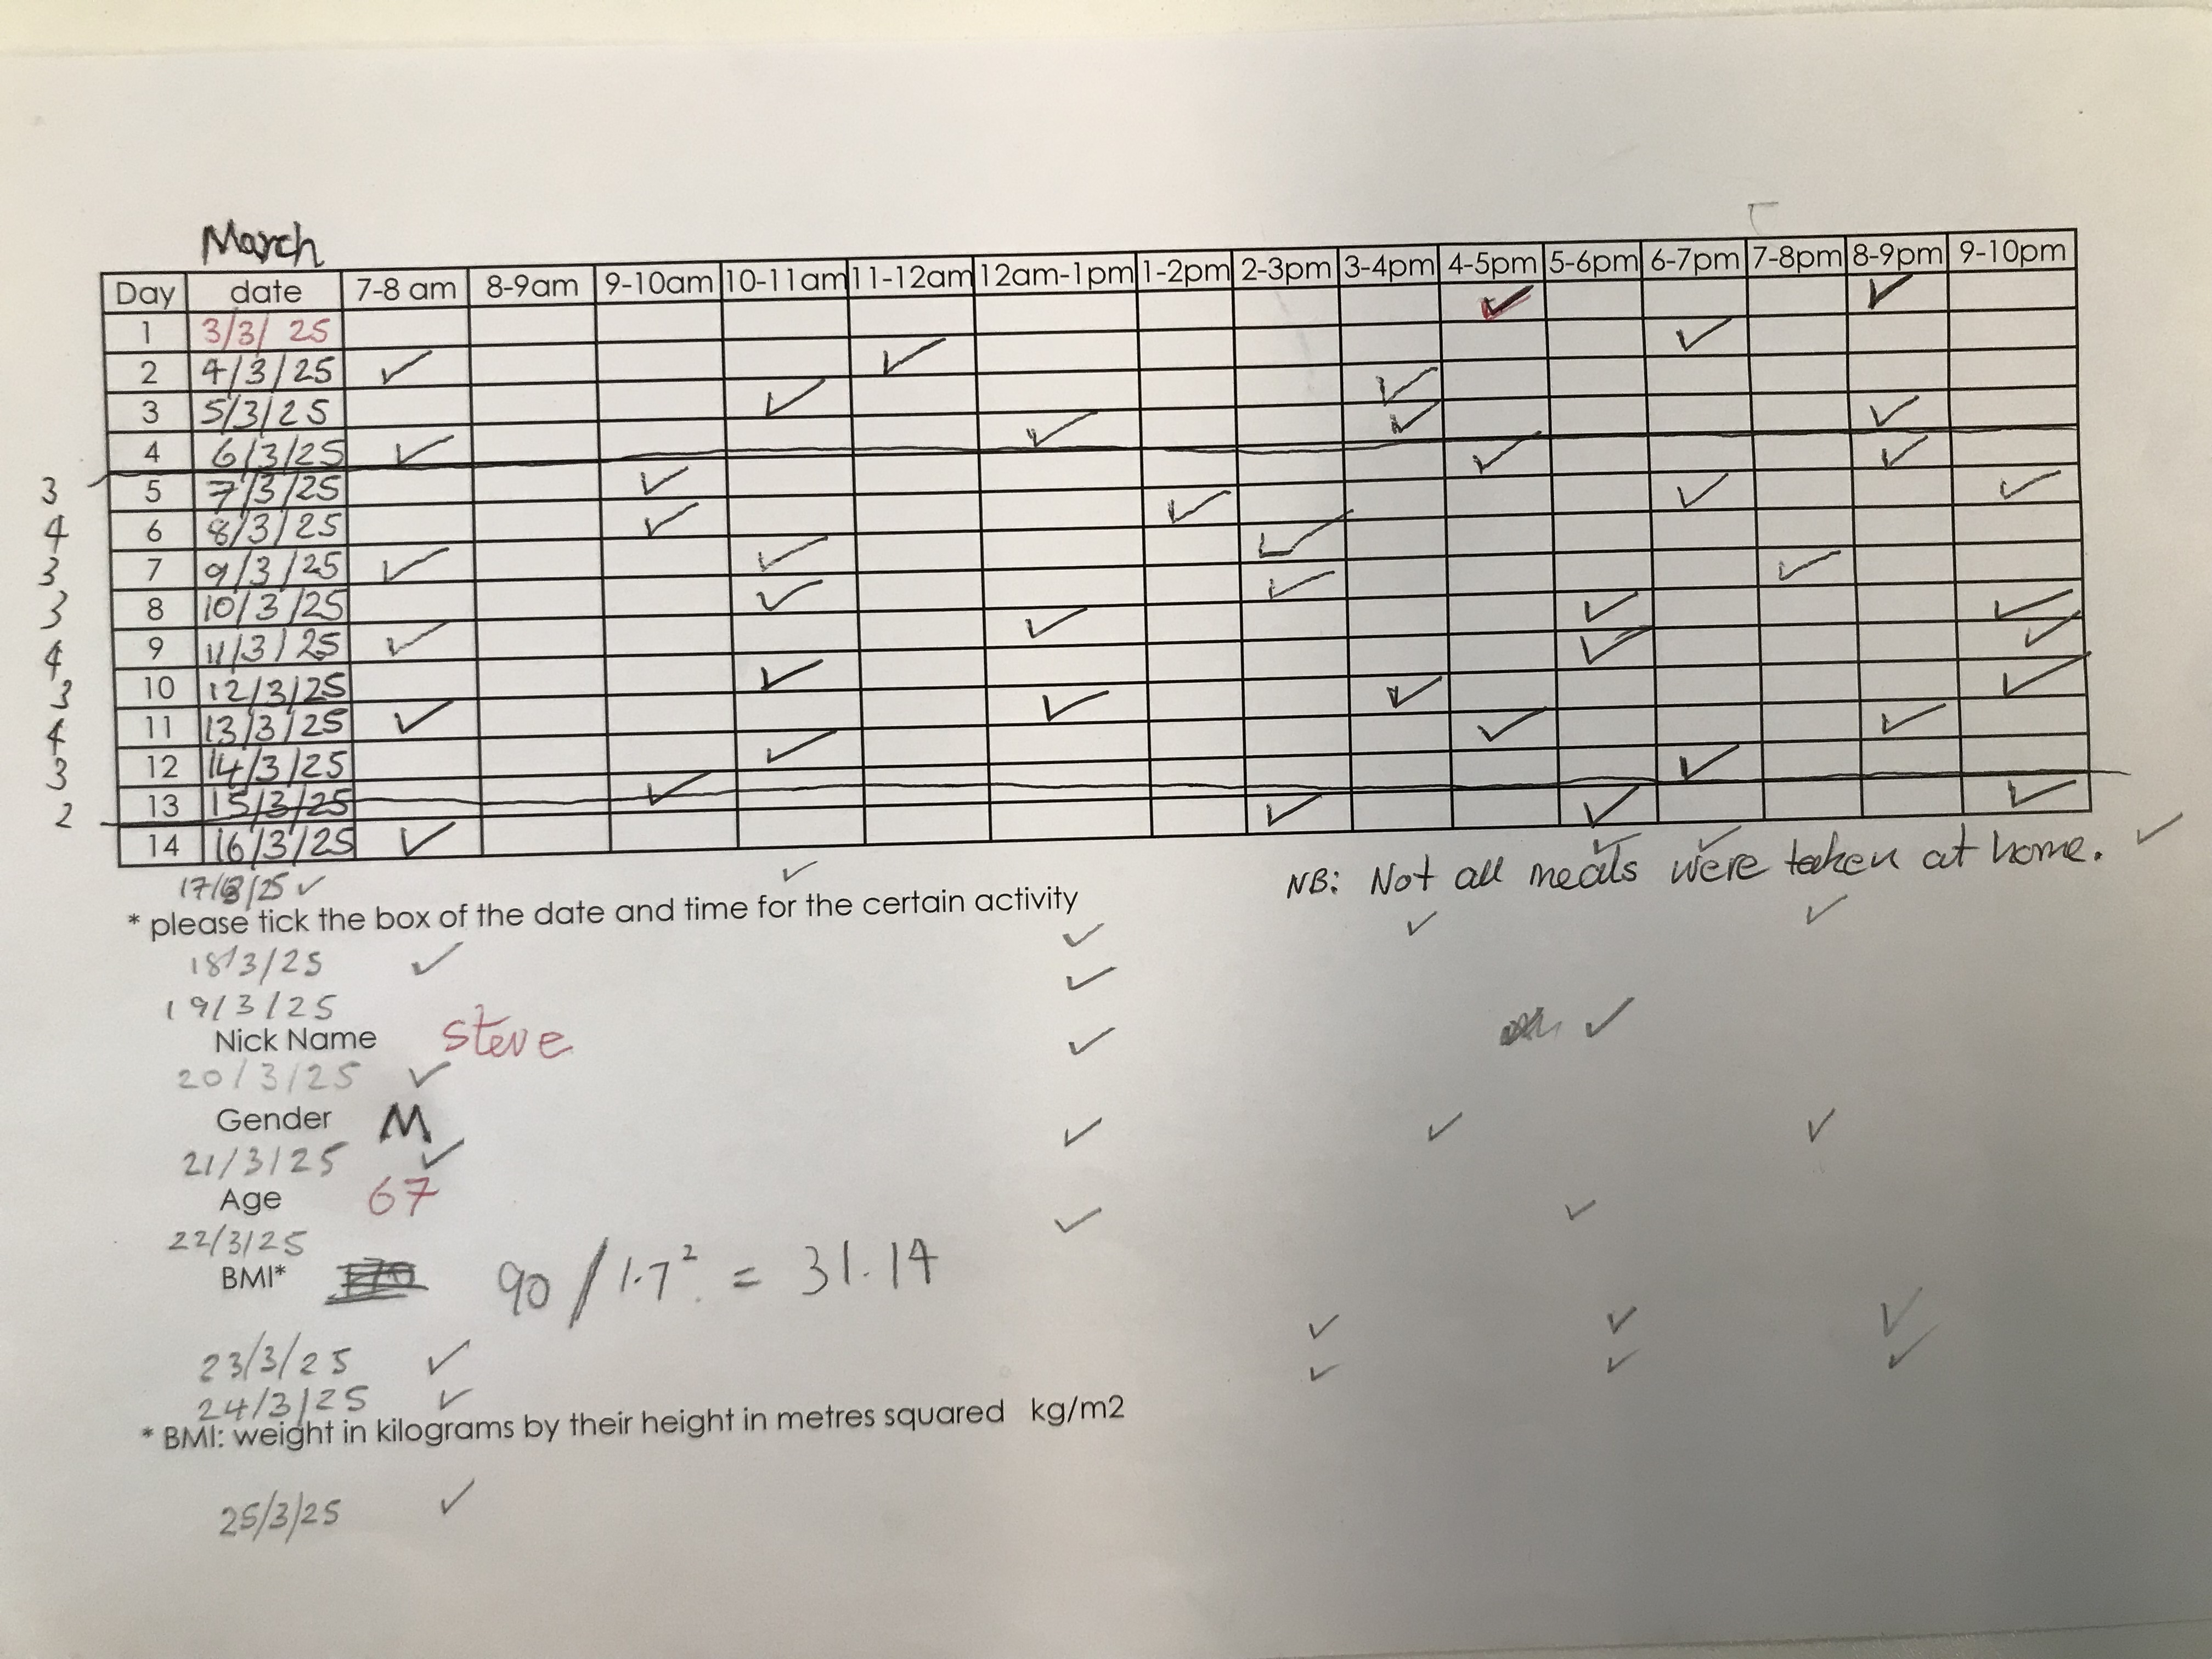 March
Day date 7-8 am 8-9am 9-10am 10-11am 11-12am 12am-1pm 1-2pm 2-3pm 3-4pm 4-5pm 5-6pm 6-7pm 7-8pm 8-9pm 9-10pm
1 3/3/ 25 ✓ ✓
2 4/3/25 ✓ ✓ ✓
3 5/3/25 ✓ ✓
4 6/3/25 ✓ ✓ ✓ ✓
3 5 7/3/25 ✓ ✓ ✓
4 6 8/3/25 ✓ ✓ ✓ ✓
3 7 9/3/25 ✓ ✓ ✓
3 8 10/3/25 ✓ ✓ ✓
4 9 11/3/25 ✓ ✓ ✓ ✓
3 10 12/3/25 ✓ ✓ ✓
4 11 13/3/25 ✓ ✓ ✓ ✓
3 12 14/3/25 ✓ ✓
2 13 15/3/25 ✓ ✓
14 16/3/25 ✓ ✓ ✓ ✓
NB: Not all meals were taken at home. ✓
17/3/25 ✓ ✓ ✓ ✓
* please tick the box of the date and time for the certain activity
18/3/25 ✓ ✓ ✓ ✓
19/3/25 ✓
Nick Name Steve
20/3/25 ✓ ✓ ✓
Gender M
21/3/25 ✓ ✓ ✓ ✓
Age 67
22/3/25 ✓ ✓
BMI* 90 / 1.7² = 31.14
23/3/25 ✓ ✓ ✓ ✓
24/3/25 ✓ ✓ ✓ ✓
* BMI: weight in kilograms by their height in metres squared kg/m2
25/3/25 ✓